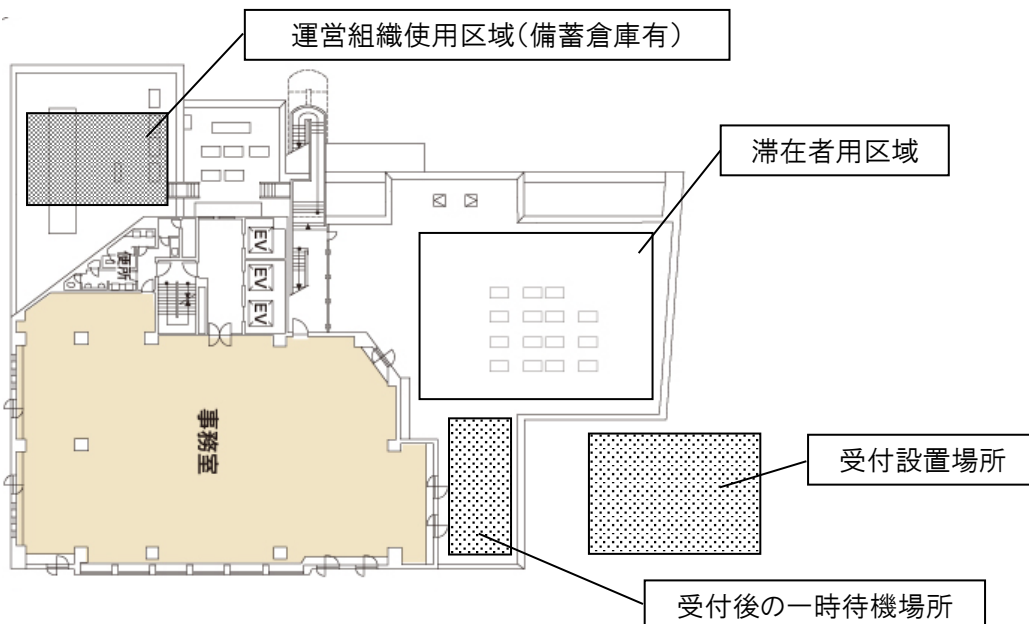 運営組織使用区域(備蓄倉庫有)
滞在者用区域
便所
EV
EV
EV
事務室
受付設置場所
受付後の一時待機場所